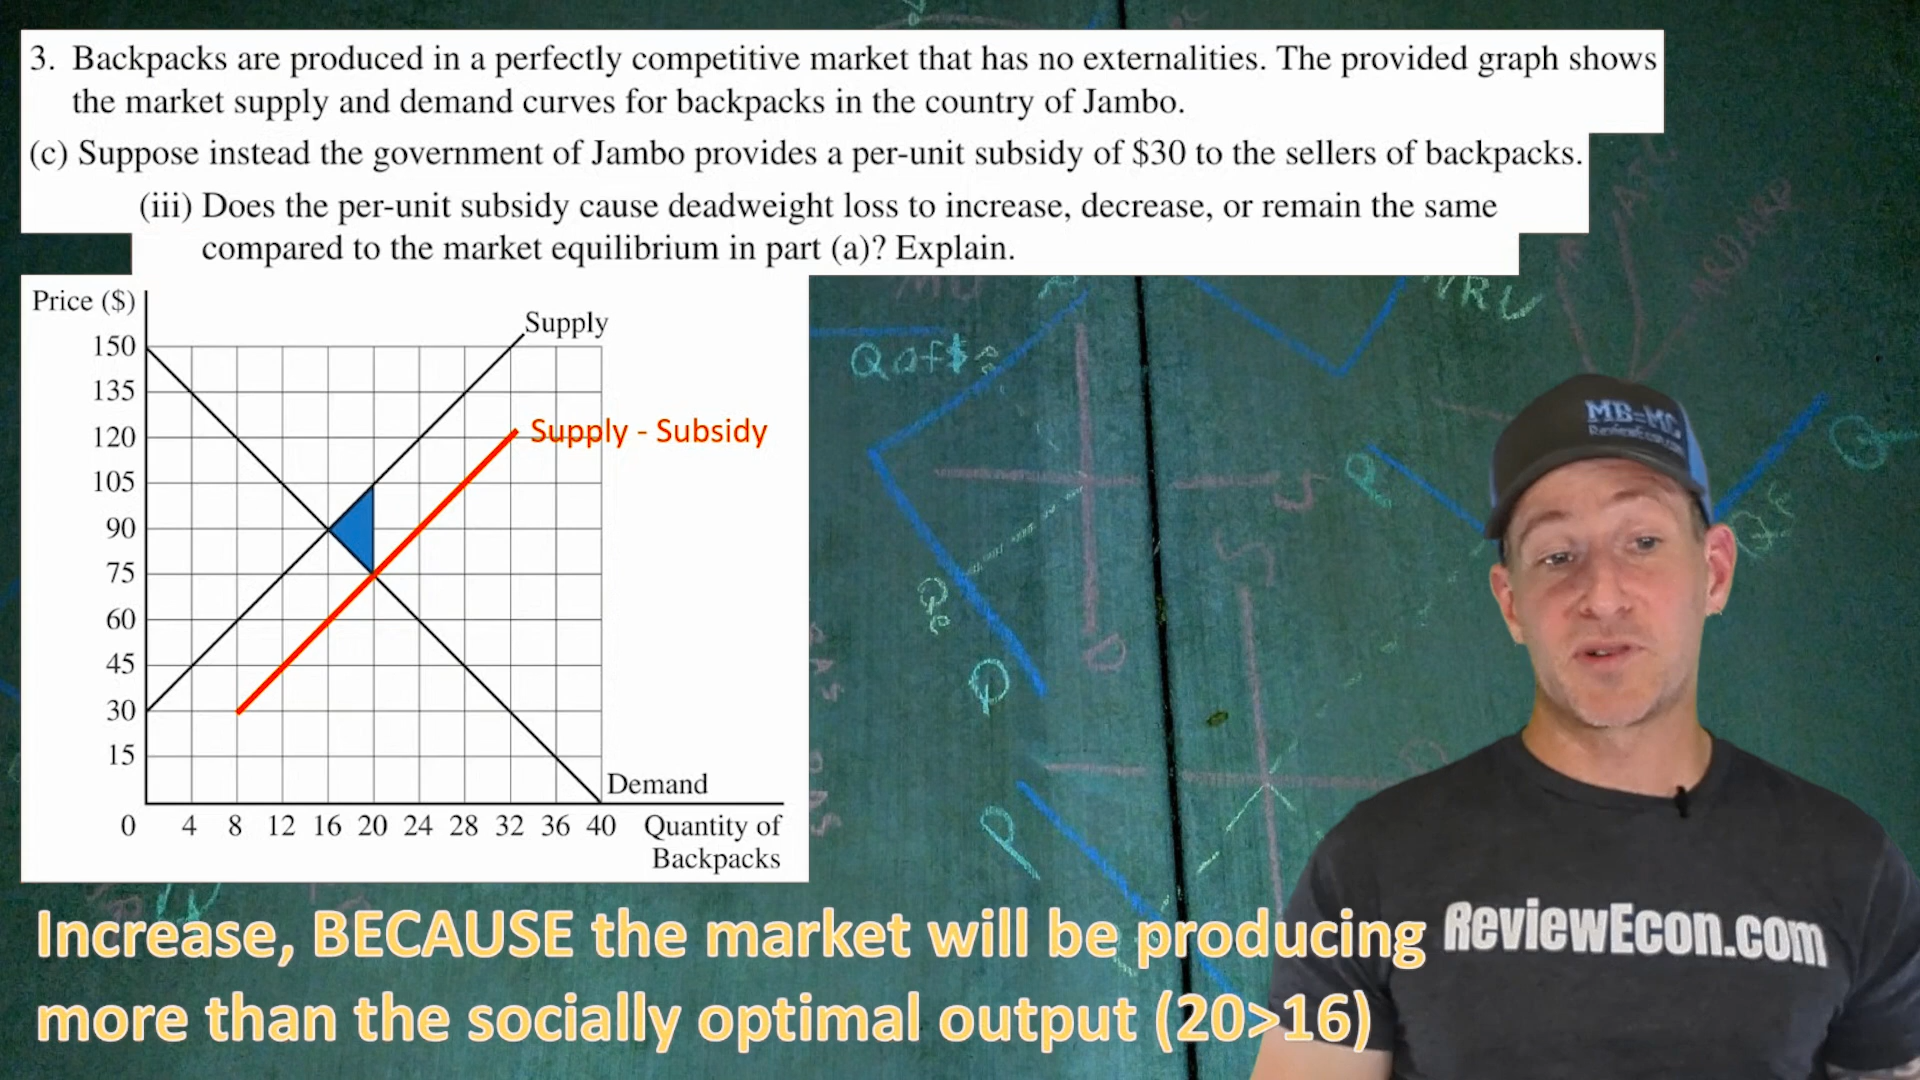 3. Backpacks are produced in a perfectly competitive market that has no externalities. The provided graph shows
the market supply and demand curves for backpacks in the country of Jambo.
(c) Suppose instead the government of Jambo provides a per-unit subsidy of $30 to the sellers of backpacks.
(iii) Does the per-unit subsidy cause deadweight loss to increase, decrease, or remain the same
compared to the market equilibrium in part (a)? Explain.
Price ($)
Supply
150
135
120
Supply - Subsidy
105
90
75
60
45
30
15
Demand
0 4 8 12 16 20 24 28 32 36 40 Quantity of
Backpacks
MB=MC
ReviewEcon.com
Increase, BECAUSE the market will be producing
more than the socially optimal output (20>16)
ReviewEcon.com
Q of $
Qe
Q
P
P
S
S
D